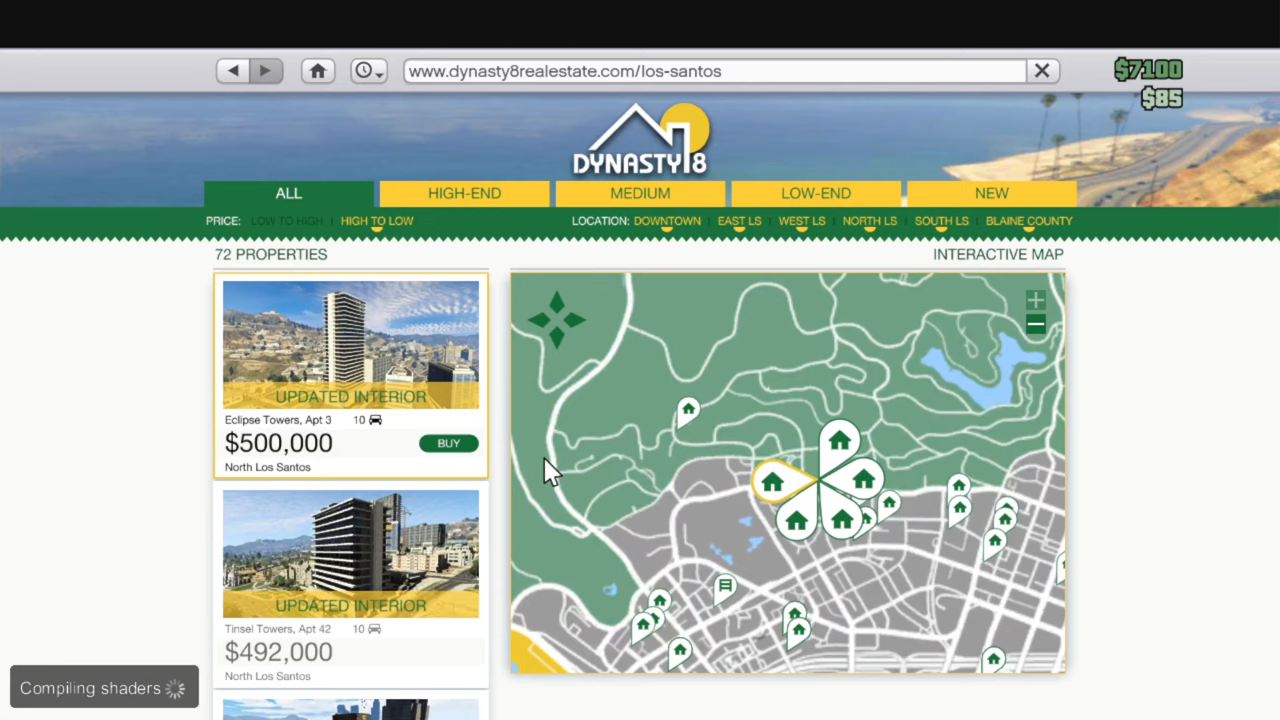 www.dynasty8realestate.com/los-santos
$7100
$85
DYNASTY 8
ALL
HIGH-END
MEDIUM
LOW-END
NEW
PRICE: LOW TO HIGH | HIGH TO LOW
LOCATION: DOWNTOWN | EAST LS | WEST LS | NORTH LS | SOUTH LS | BLAINE COUNTY
72 PROPERTIES
INTERACTIVE MAP
UPDATED INTERIOR
Eclipse Towers, Apt 3 10
$500,000
BUY
North Los Santos
UPDATED INTERIOR
Tinsel Towers, Apt 42 10
$492,000
North Los Santos
Compiling shaders